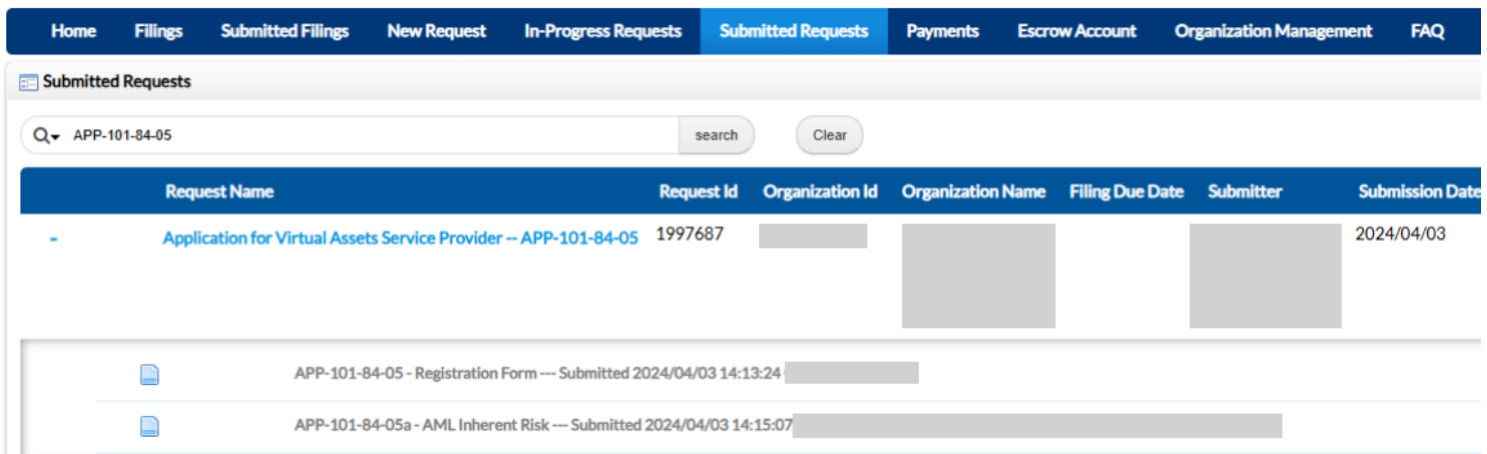 Home Filings Submitted Filings New Request In-Progress Requests Submitted Requests Payments Escrow Account Organization Management FAQ
Submitted Requests
APP-101-84-05 search Clear
Request Name Request Id Organization Id Organization Name Filing Due Date Submitter Submission Date
- Application for Virtual Assets Service Provider -- APP-101-84-05 1997687 2024/04/03
APP-101-84-05 - Registration Form --- Submitted 2024/04/03 14:13:24
APP-101-84-05a - AML Inherent Risk --- Submitted 2024/04/03 14:15:07